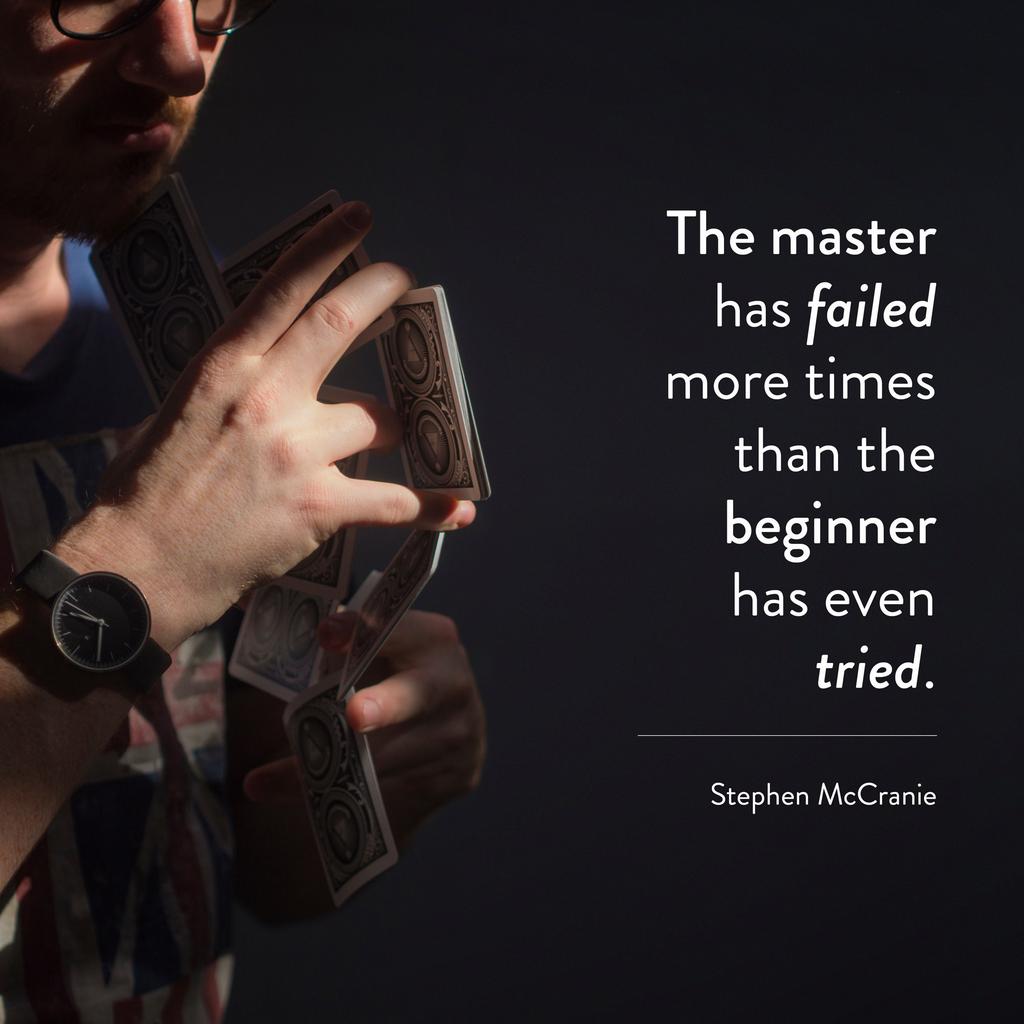 The master
has failed
more times
than the
beginner
has even
tried.
Stephen McCranie